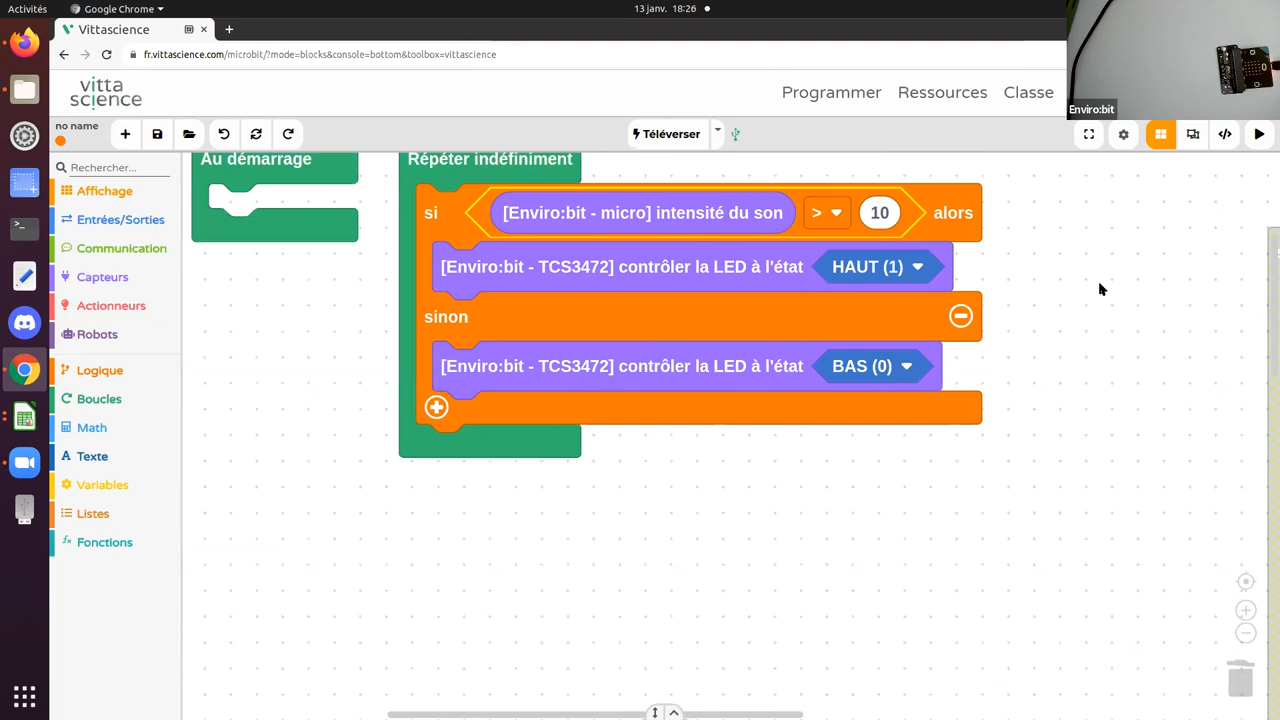 Activités
Google Chrome
13 janv. 18:26
Vittascience
fr.vittascience.com/microbit/?mode=blocks&console=bottom&toolbox=vittascience
Enviro:bit
vitta
science
Programmer
Ressources
Classe
no name
Téléverser
Rechercher...
Affichage
Entrées/Sorties
Communication
Capteurs
Actionneurs
Robots
Logique
Boucles
Math
Texte
Variables
Listes
Fonctions
Au démarrage
Répéter indéfiniment
si [Enviro:bit - micro] intensité du son > 10 alors
[Enviro:bit - TCS3472] contrôler la LED à l'état HAUT (1)
sinon
[Enviro:bit - TCS3472] contrôler la LED à l'état BAS (0)